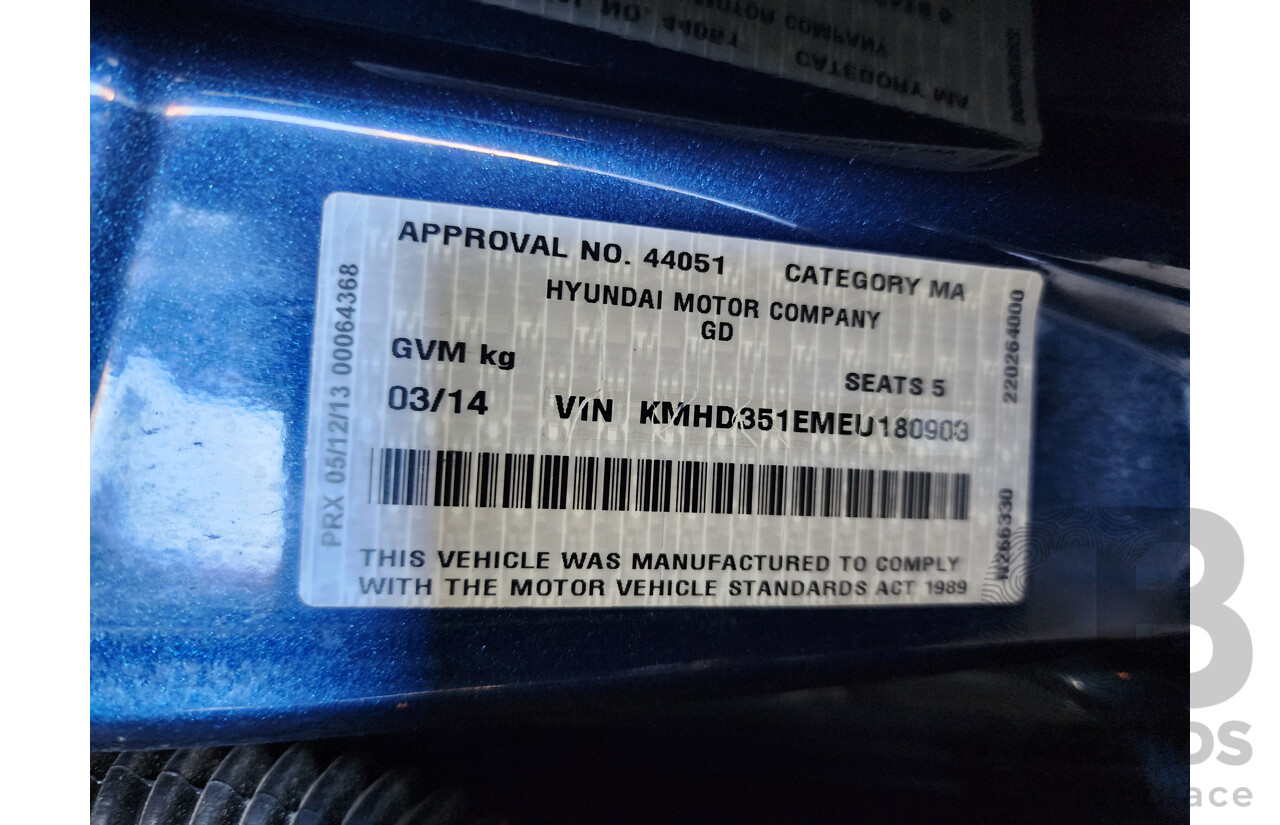 APPROVAL NO. 44051 CATEGORY MA
HYUNDAI MOTOR COMPANY
GD
GVM kg
SEATS 5
03/14 VIN KMHD351EMEU180903
THIS VEHICLE WAS MANUFACTURED TO COMPLY
WITH THE MOTOR VEHICLE STANDARDS ACT 1989
PRX 05/12/13 00064368
220264000
N266330